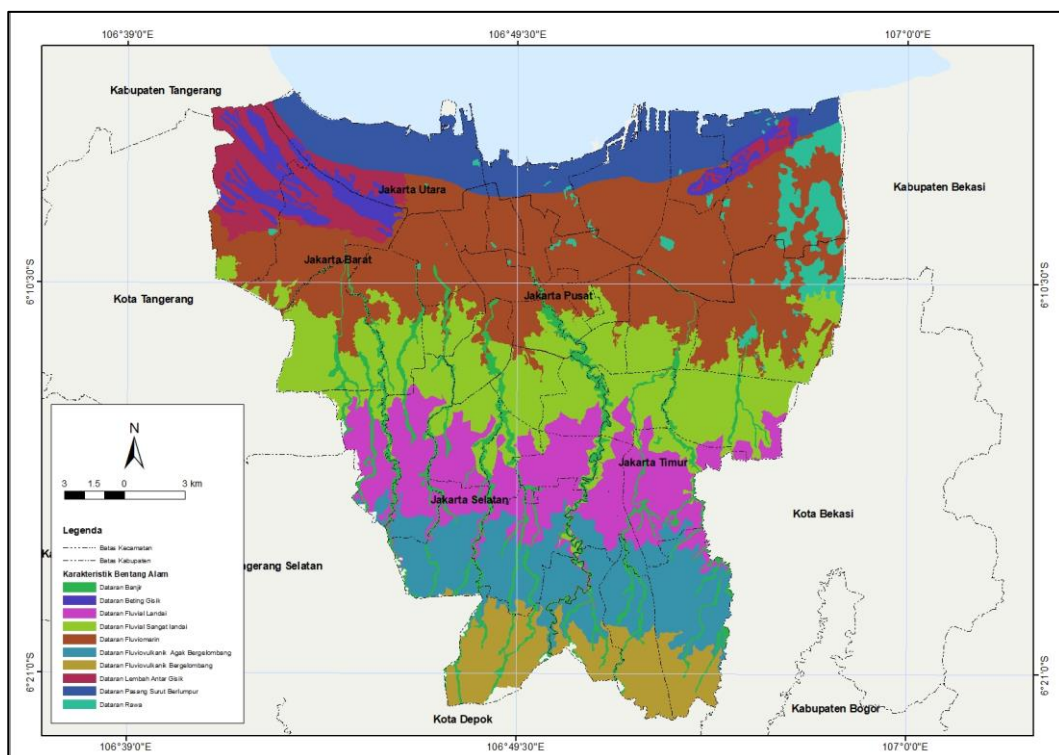 106°39'0"E
106°49'30"E
107°0'0"E
Kabupaten Tangerang
Jakarta Utara
Kabupaten Bekasi
Jakarta Barat
6°10'30"S
6°10'30"S
Kota Tangerang
Jakarta Pusat
N
3 1.5 0 3 km
Jakarta Timur
Jakarta Selatan
Kota Bekasi
Legenda
Batas Kecamatan
Batas Kabupaten
Karakteristik Bentang Alam
Dataran Banjir
Dataran Beting Gisik
Dataran Fluvial Landai
Dataran Fluvial Sangat landai
Dataran Fluviomarin
Dataran Fluviovulkanik Agak Bergelombang
Dataran Fluviovulkanik Bergelombang
Dataran Lembah Antar Gisik
Dataran Pasang Surut Berlumpur
Dataran Rawa
Ka
ngerang Selatan
6°21'0"S
6°21'0"S
Kota Depok
Kabupaten Bogor
106°39'0"E
106°49'30"E
107°0'0"E